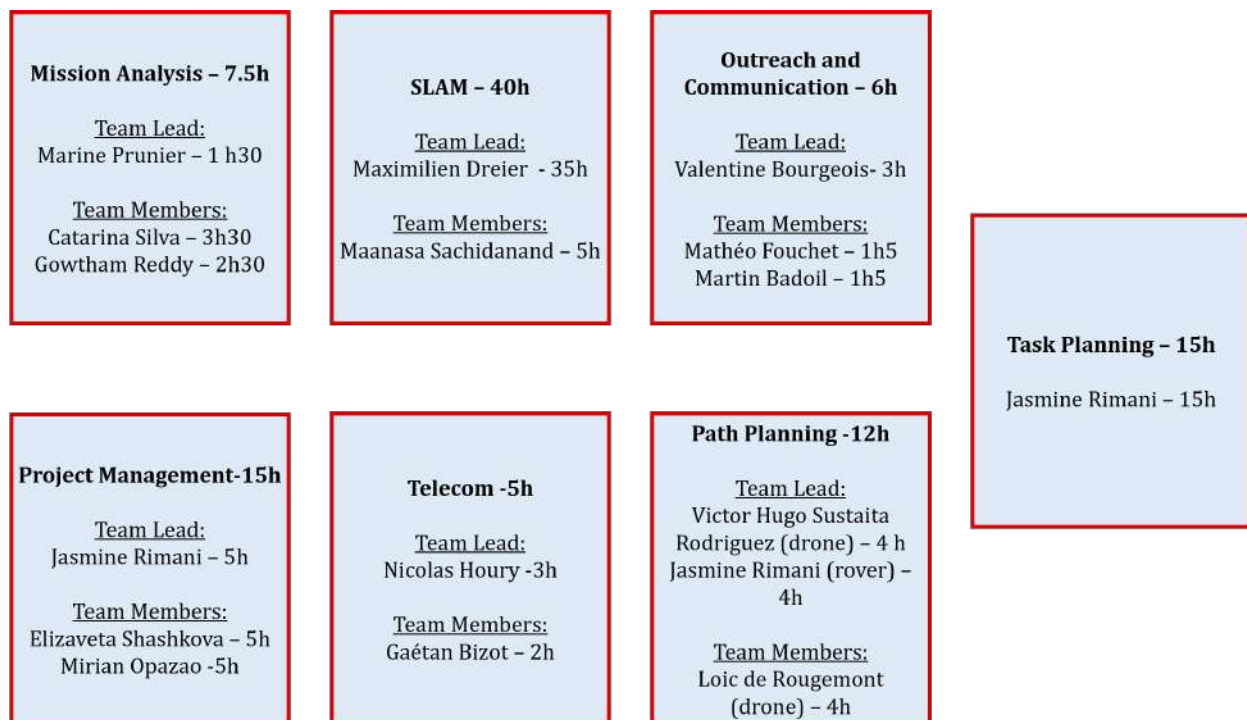 Mission Analysis – 7.5h
Team Lead:
Marine Prunier – 1 h30
Team Members:
Catarina Silva – 3h30
Gowtham Reddy – 2h30
SLAM – 40h
Team Lead:
Maximilien Dreier  - 35h
Team Members:
Maanasa Sachidanand – 5h
Outreach and
Communication – 6h
Team Lead:
Valentine Bourgeois- 3h
Team Members:
Mathéo Fouchet – 1h5
Martin Badoil – 1h5
Task Planning – 15h
Jasmine Rimani – 15h
Project Management-15h
Team Lead:
Jasmine Rimani – 5h
Team Members:
Elizaveta Shashkova – 5h
Mirian Opazao -5h
Telecom -5h
Team Lead:
Nicolas Houry -3h
Team Members:
Gaétan Bizot – 2h
Path Planning -12h
Team Lead:
Victor Hugo Sustaita
Rodriguez (drone) – 4 h
Jasmine Rimani (rover) –
4h
Team Members:
Loic de Rougemont
(drone) – 4h